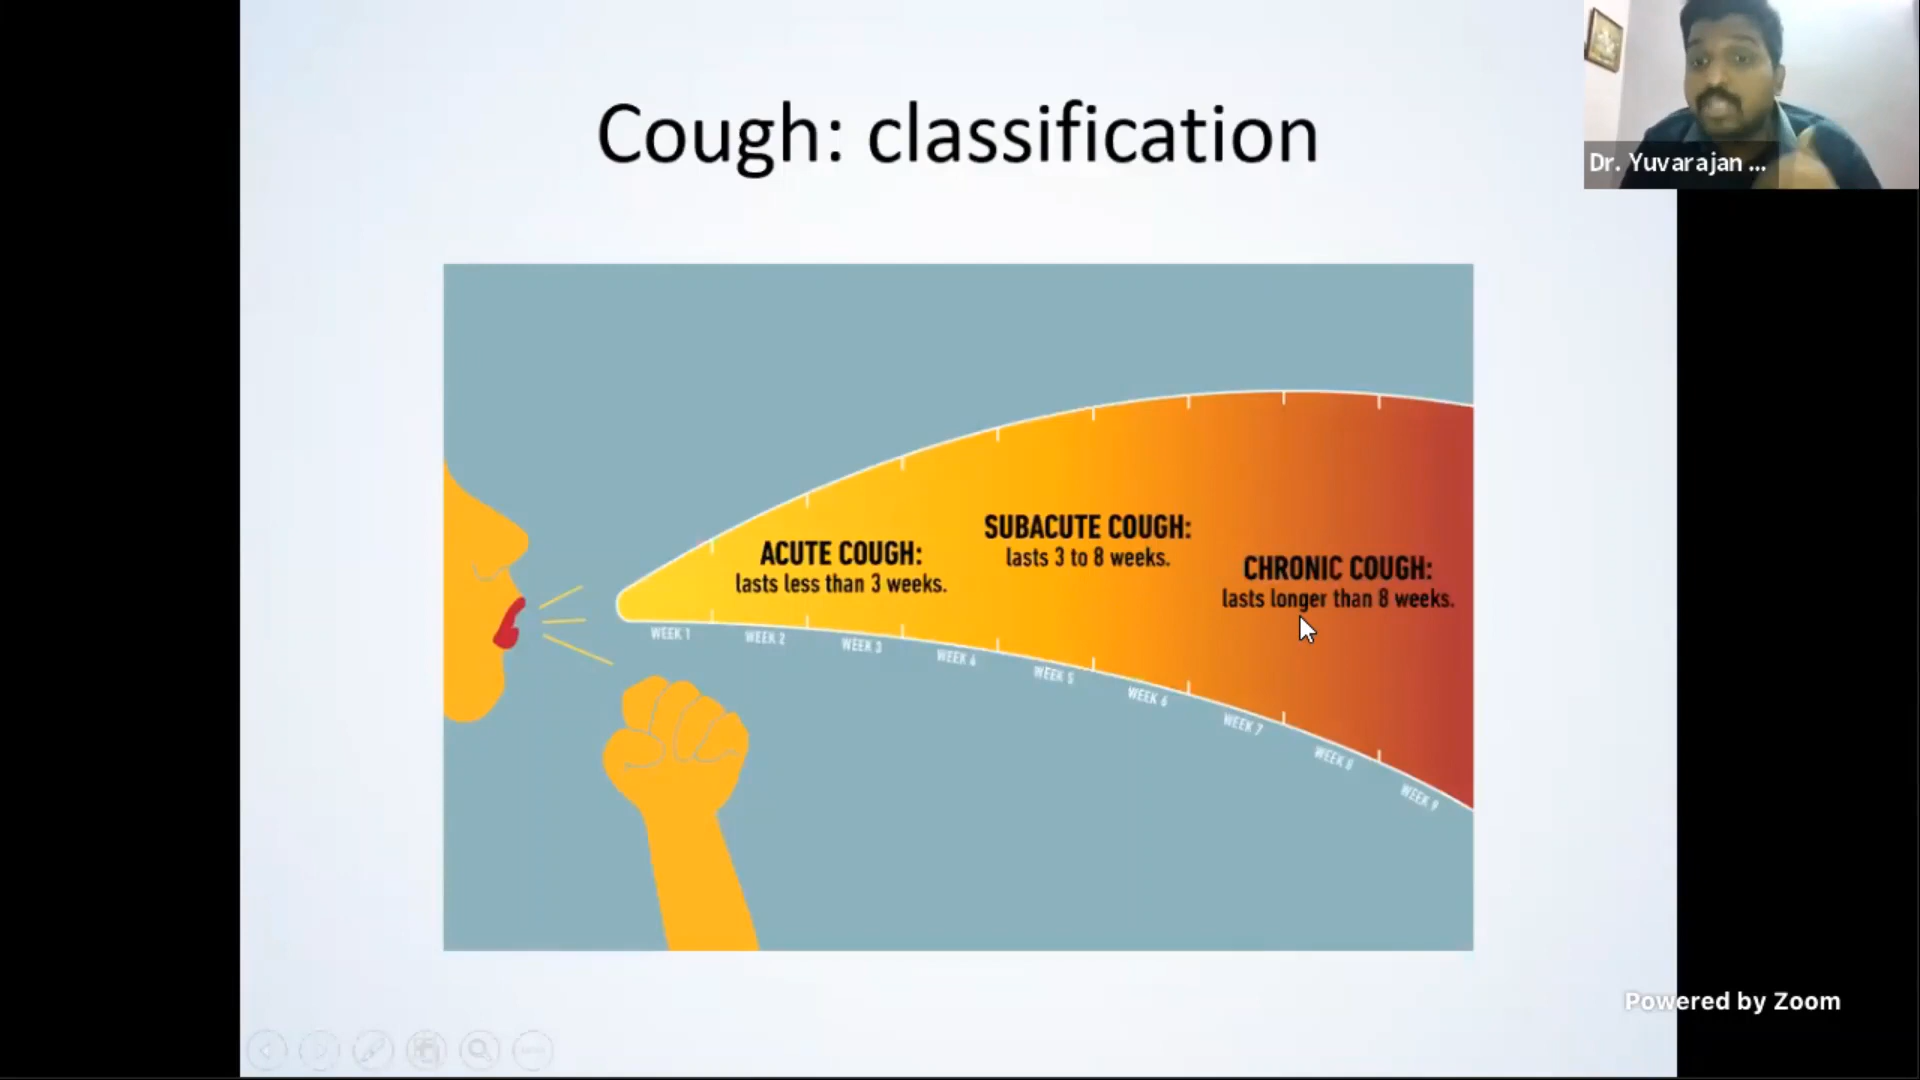 Cough: classification
Dr. Yuvarajan ...
ACUTE COUGH:
lasts less than 3 weeks.
SUBACUTE COUGH:
lasts 3 to 8 weeks.
CHRONIC COUGH:
lasts longer than 8 weeks.
WEEK 1
WEEK 2
WEEK 3
WEEK 4
WEEK 5
WEEK 6
WEEK 7
WEEK 8
WEEK 9
Powered by Zoom